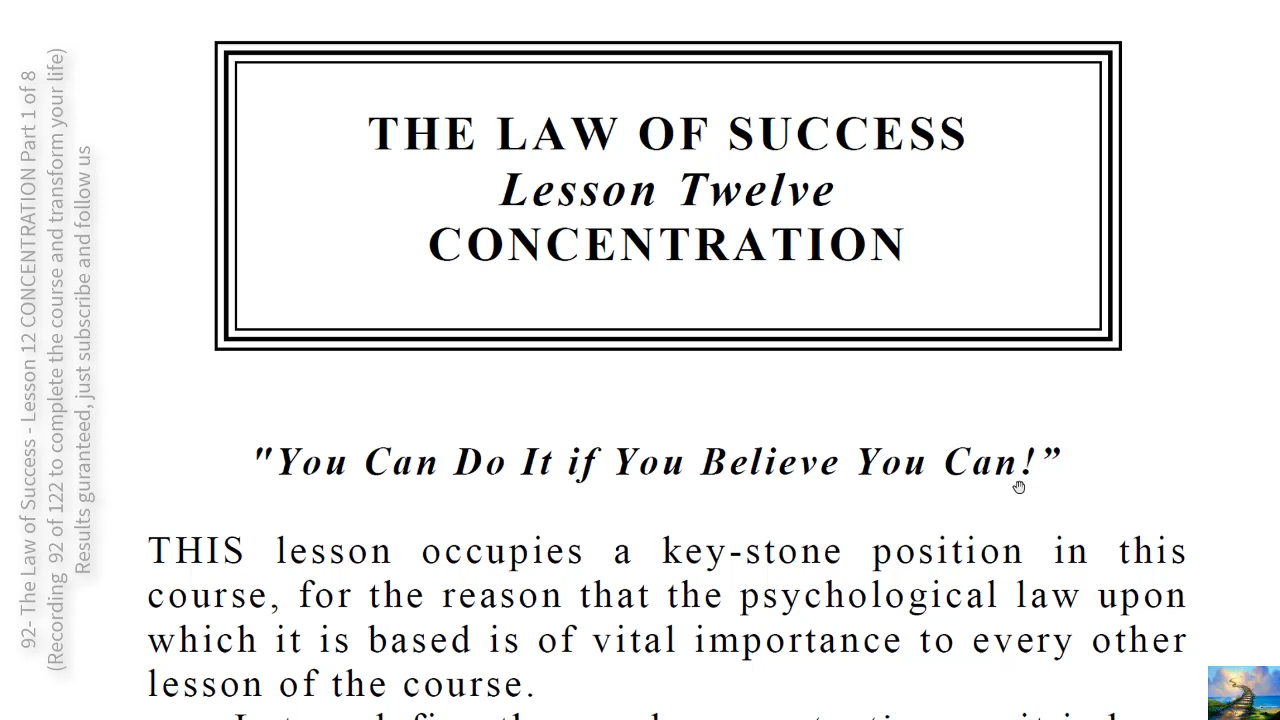 92- The Law of Success - Lesson 12 CONCENTRATION Part 1 of 8
(Recording 92 of 122 to complete the course and transform your life)
Results guranteed, just subscribe and follow us
THE LAW OF SUCCESS
Lesson Twelve
CONCENTRATION
"You Can Do It if You Believe You Can!”
THIS lesson occupies a key-stone position in this
course, for the reason that the psychological law upon
which it is based is of vital importance to every other
lesson of the course.